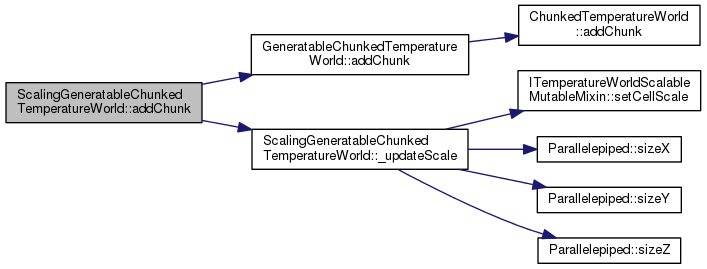 ScalingGeneratableChunked
TemperatureWorld::addChunk
GeneratableChunkedTemperature
World::addChunk
ChunkedTemperatureWorld
::addChunk
ScalingGeneratableChunked
TemperatureWorld::_updateScale
ITemperatureWorldScalable
MutableMixin::setCellScale
Parallelepiped::sizeX
Parallelepiped::sizeY
Parallelepiped::sizeZ